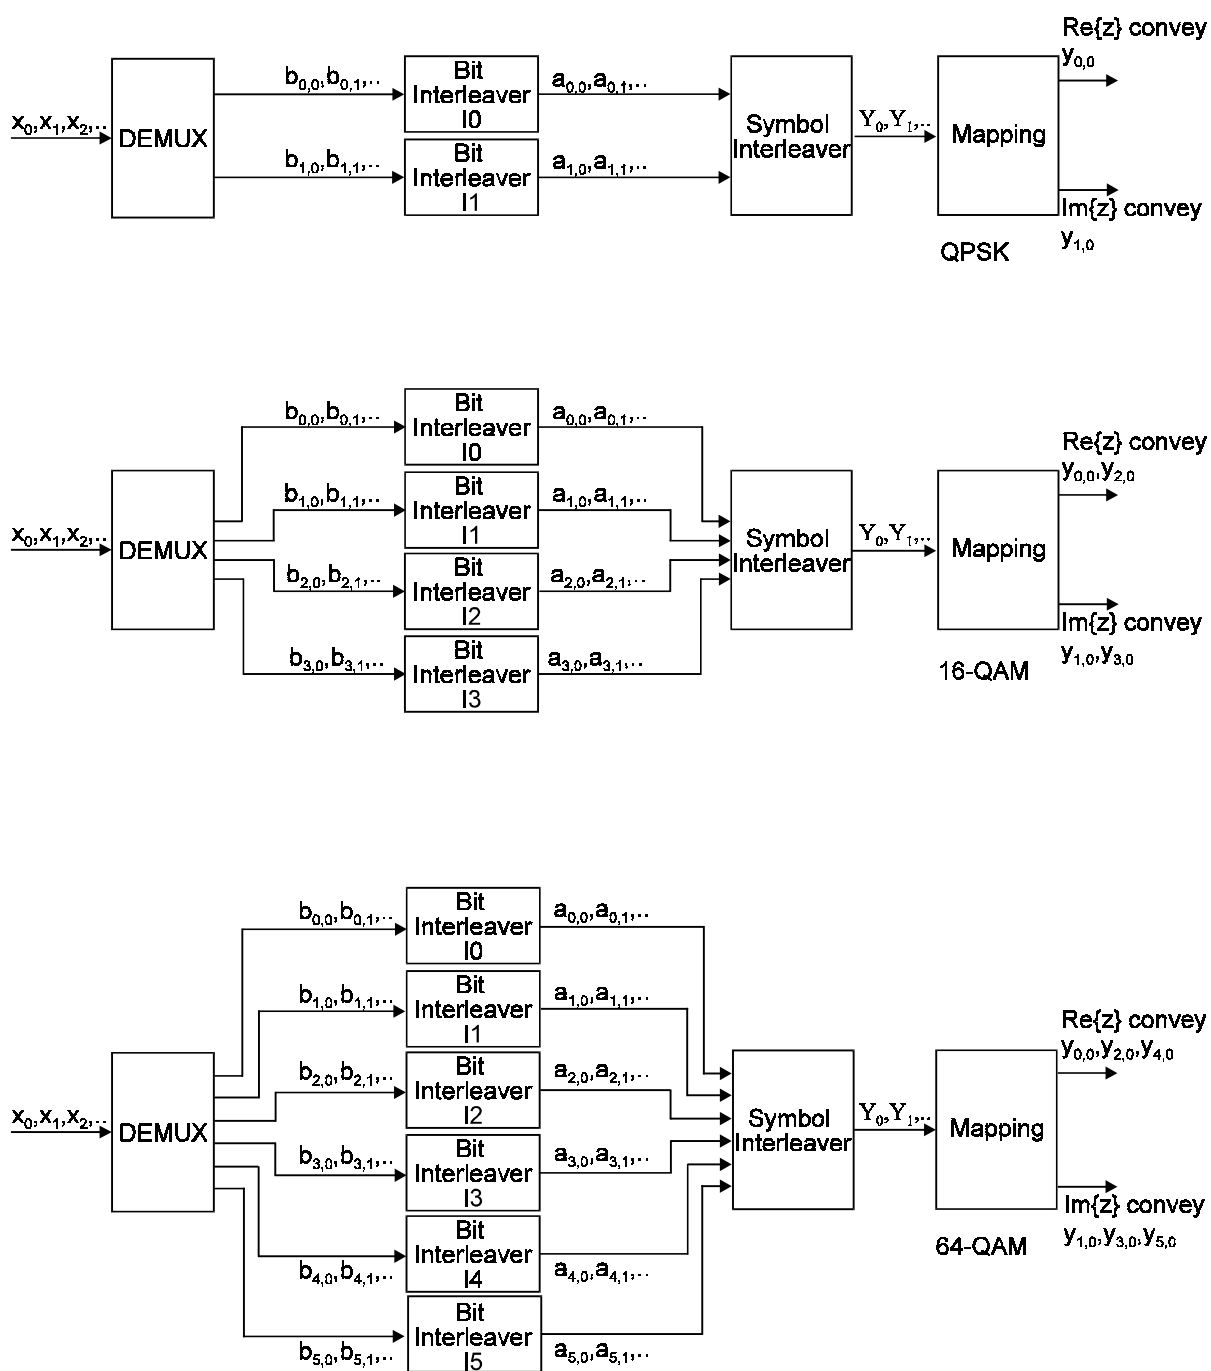 x0,x1,x2,..
DEMUX
b0,0,b0,1,..
Bit
Interleaver
I0
a0,0,a0,1,..
b1,0,b1,1,..
Bit
Interleaver
I1
a1,0,a1,1,..
Symbol
Interleaver
Y0,Y1,..
Mapping
QPSK
Re{z} convey
y0,0
Im{z} convey
y1,0
x0,x1,x2,..
DEMUX
b0,0,b0,1,..
Bit
Interleaver
I0
a0,0,a0,1,..
b1,0,b1,1,..
Bit
Interleaver
I1
a1,0,a1,1,..
b2,0,b2,1,..
Bit
Interleaver
I2
a2,0,a2,1,..
b3,0,b3,1,..
Bit
Interleaver
I3
a3,0,a3,1,..
Symbol
Interleaver
Y0,Y1,..
Mapping
16-QAM
Re{z} convey
y0,0,y2,0
Im{z} convey
y1,0,y3,0
x0,x1,x2,..
DEMUX
b0,0,b0,1,..
Bit
Interleaver
I0
a0,0,a0,1,..
b1,0,b1,1,..
Bit
Interleaver
I1
a1,0,a1,1,..
b2,0,b2,1,..
Bit
Interleaver
I2
a2,0,a2,1,..
b3,0,b3,1,..
Bit
Interleaver
I3
a3,0,a3,1,..
b4,0,b4,1,..
Bit
Interleaver
I4
a4,0,a4,1,..
b5,0,b5,1,..
Bit
Interleaver
I5
a5,0,a5,1,..
Symbol
Interleaver
Y0,Y1,..
Mapping
64-QAM
Re{z} convey
y0,0,y2,0,y4,0
Im{z} convey
y1,0,y3,0,y5,0